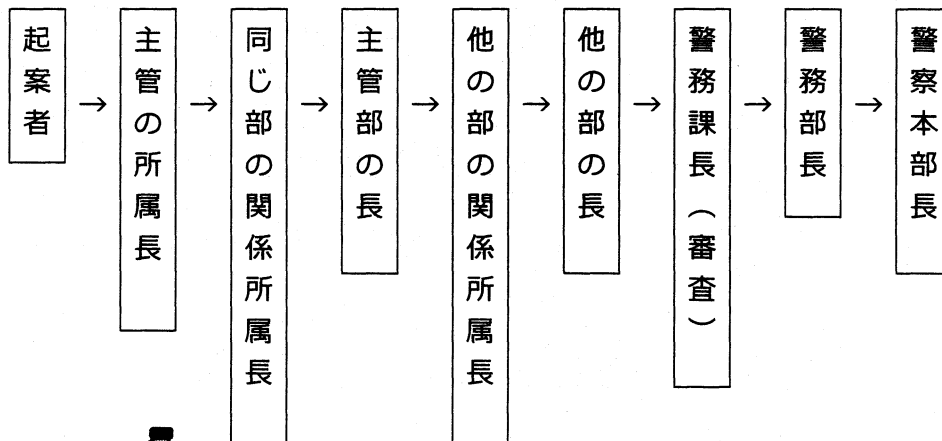 起案者
→
主管の所属長
→
同じ部の関係所属長
→
主管部の長
→
他の部の関係所属長
→
他の部の長
→
警務課長(審査)
→
警務部長
→
警察本部長